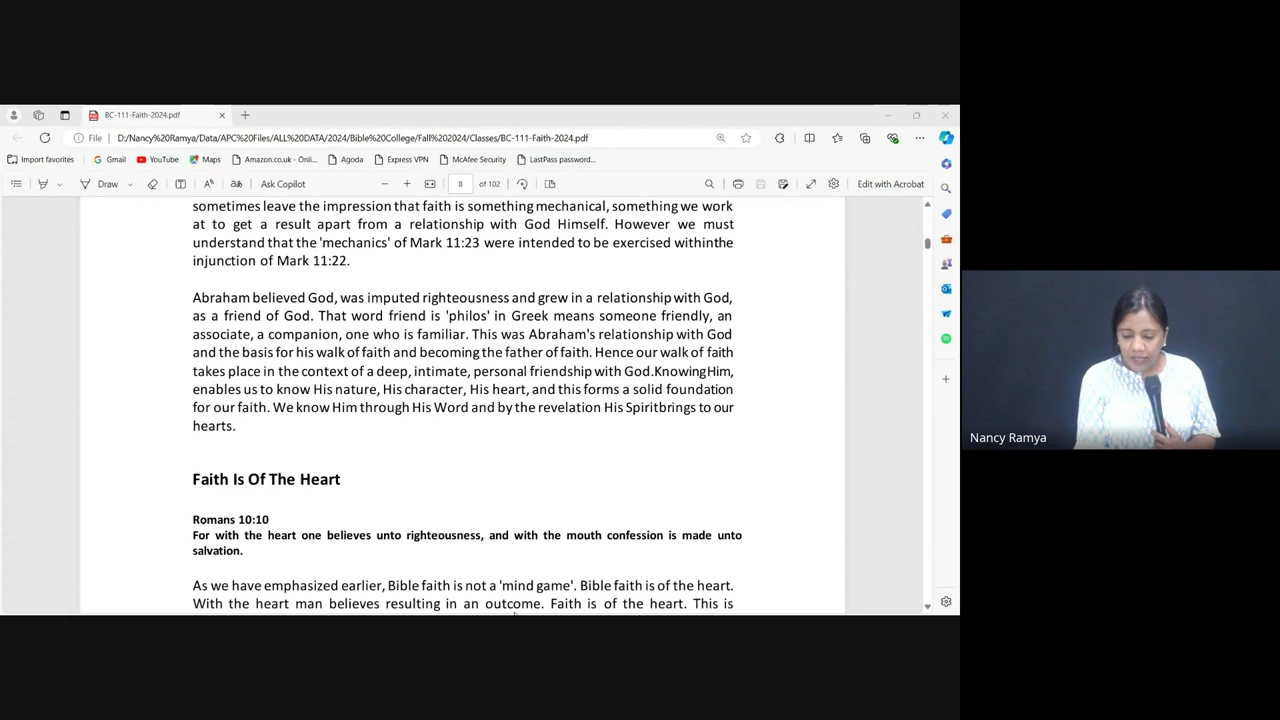 BC-111-Faith-2024.pdf
File
D:/Nancy%20Ramya/Data/APC%20Files/ALL%20DATA/2024/Bible%20College/Fall%202024/Classes/BC-111-Faith-2024.pdf
Import favorites
Gmail
YouTube
Maps
Amazon.co.uk - Onli...
Agoda
Express VPN
McAfee Security
LastPass password...
Draw
Ask Copilot
8
of 102
Edit with Acrobat
sometimes leave the impression that faith is something mechanical, something we work
at to get a result apart from a relationship with God Himself. However we must
understand that the 'mechanics' of Mark 11:23 were intended to be exercised withinthe
injunction of Mark 11:22.
Abraham believed God, was imputed righteousness and grew in a relationship with God,
as a friend of God. That word friend is 'philos' in Greek means someone friendly, an
associate, a companion, one who is familiar. This was Abraham's relationship with God
and the basis for his walk of faith and becoming the father of faith. Hence our walk of faith
takes place in the context of a deep, intimate, personal friendship with God.KnowingHim,
enables us to know His nature, His character, His heart, and this forms a solid foundation
for our faith. We know Him through His Word and by the revelation His Spiritbrings to our
hearts.
Faith Is Of The Heart
Romans 10:10
For with the heart one believes unto righteousness, and with the mouth confession is made unto
salvation.
As we have emphasized earlier, Bible faith is not a 'mind game'. Bible faith is of the heart.
With the heart man believes resulting in an outcome. Faith is of the heart. This is
Nancy Ramya